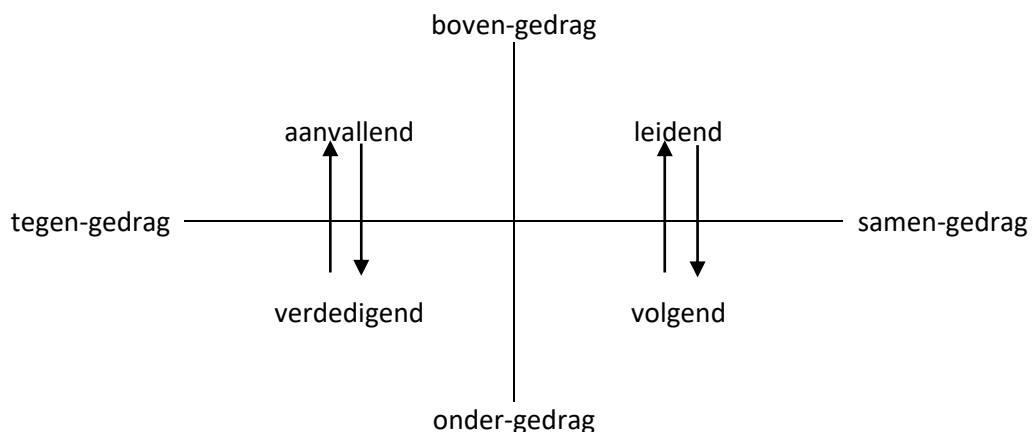 boven-gedrag
aanvallend leidend
tegen-gedrag samen-gedrag
verdedigend volgend
onder-gedrag